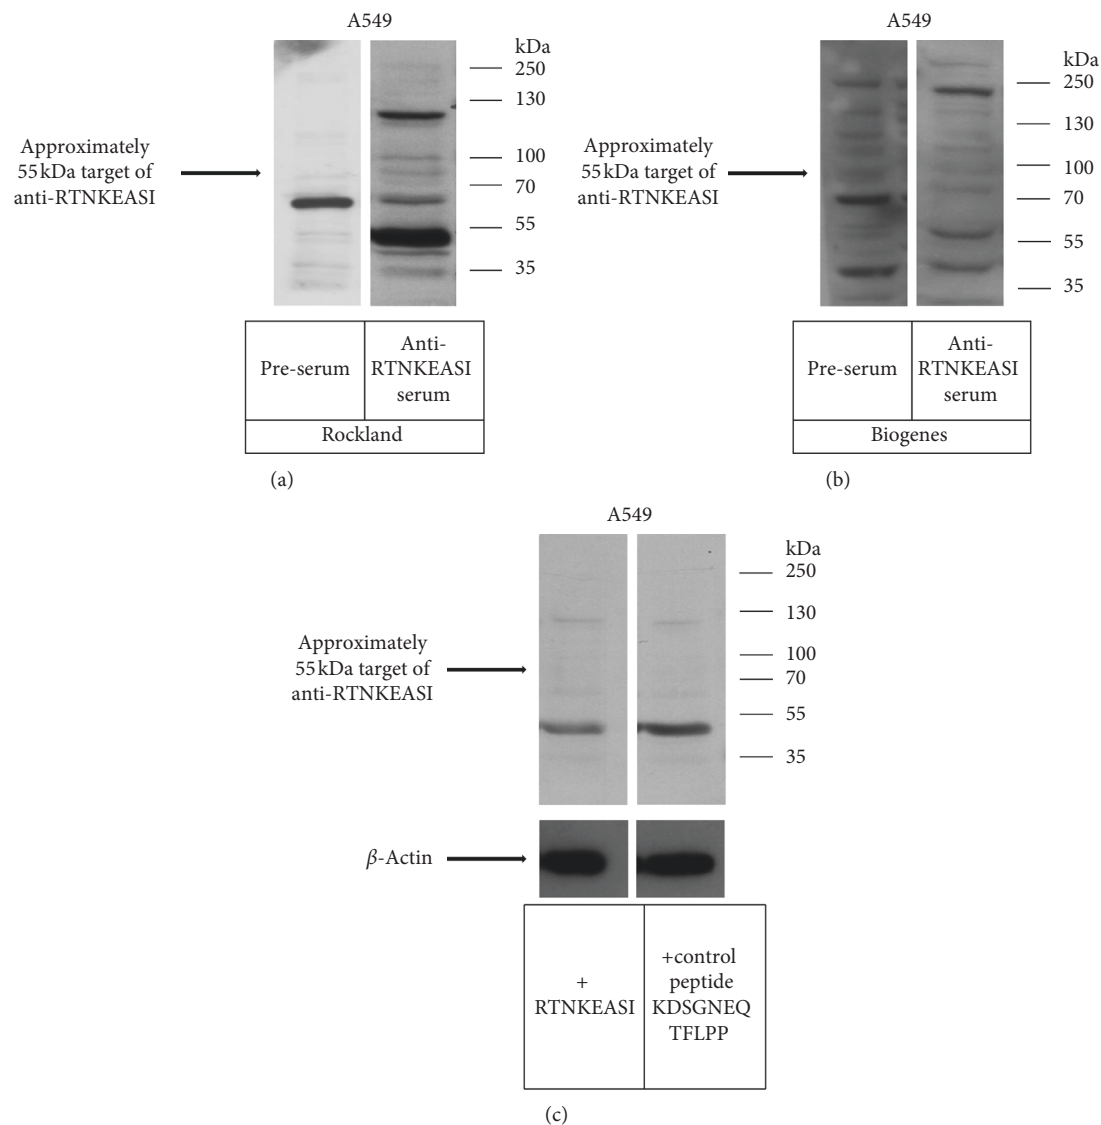 A549
kDa
250
130
100
70
55
35
Approximately
55 kDa target of
anti-RTNKEASI
Pre-serum
Anti-
RTNKEASI
serum
Rockland
(a)
A549
kDa
250
130
100
70
55
35
Approximately
55 kDa target of
anti-RTNKEASI
Pre-serum
Anti-
RTNKEASI
serum
Biogenes
(b)
A549
kDa
250
130
100
70
55
35
Approximately
55 kDa target of
anti-RTNKEASI
β-Actin
+
RTNKEASI
+control
peptide
KDSGNEQ
TFLPP
(c)